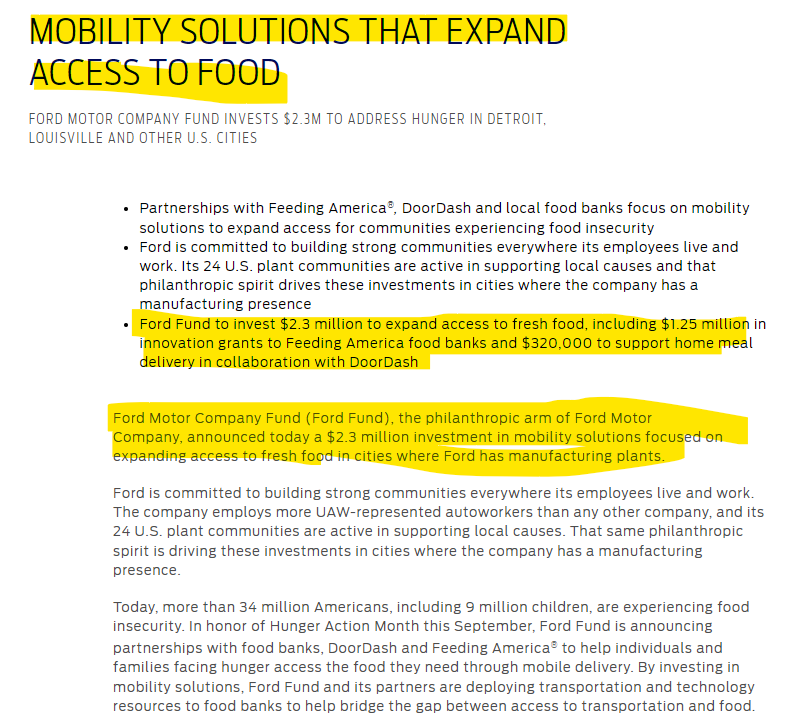 MOBILITY SOLUTIONS THAT EXPAND
ACCESS TO FOOD
FORD MOTOR COMPANY FUND INVESTS $2.3M TO ADDRESS HUNGER IN DETROIT,
LOUISVILLE AND OTHER U.S. CITIES
• Partnerships with Feeding America®, DoorDash and local food banks focus on mobility
solutions to expand access for communities experiencing food insecurity
• Ford is committed to building strong communities everywhere its employees live and
work. Its 24 U.S. plant communities are active in supporting local causes and that
philanthropic spirit drives these investments in cities where the company has a
manufacturing presence
• Ford Fund to invest $2.3 million to expand access to fresh food, including $1.25 million in
innovation grants to Feeding America food banks and $320,000 to support home meal
delivery in collaboration with DoorDash
Ford Motor Company Fund (Ford Fund), the philanthropic arm of Ford Motor
Company, announced today a $2.3 million investment in mobility solutions focused on
expanding access to fresh food in cities where Ford has manufacturing plants.
Ford is committed to building strong communities everywhere its employees live and work.
The company employs more UAW-represented autoworkers than any other company, and its
24 U.S. plant communities are active in supporting local causes. That same philanthropic
spirit is driving these investments in cities where the company has a manufacturing
presence.
Today, more than 34 million Americans, including 9 million children, are experiencing food
insecurity. In honor of Hunger Action Month this September, Ford Fund is announcing
partnerships with food banks, DoorDash and Feeding America® to help individuals and
families facing hunger access the food they need through mobile delivery. By investing in
mobility solutions, Ford Fund and its partners are deploying transportation and technology
resources to food banks to help bridge the gap between access to transportation and food.